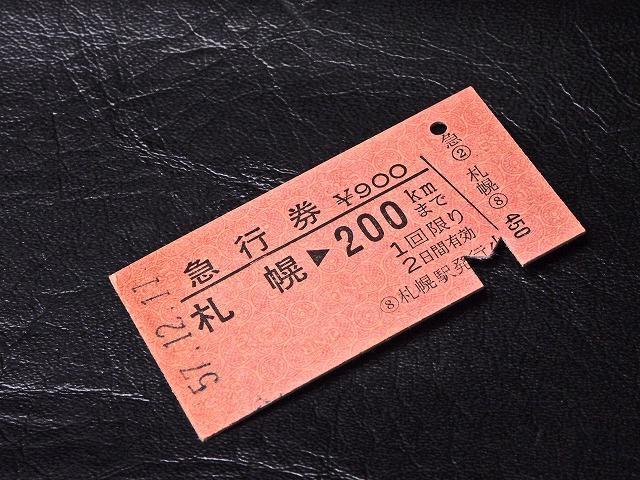 57.12.11
急行券 ¥900
札幌▶200kmまで
1回限り
2日間有効
⑧札幌駅発行
急②
札幌⑧
450